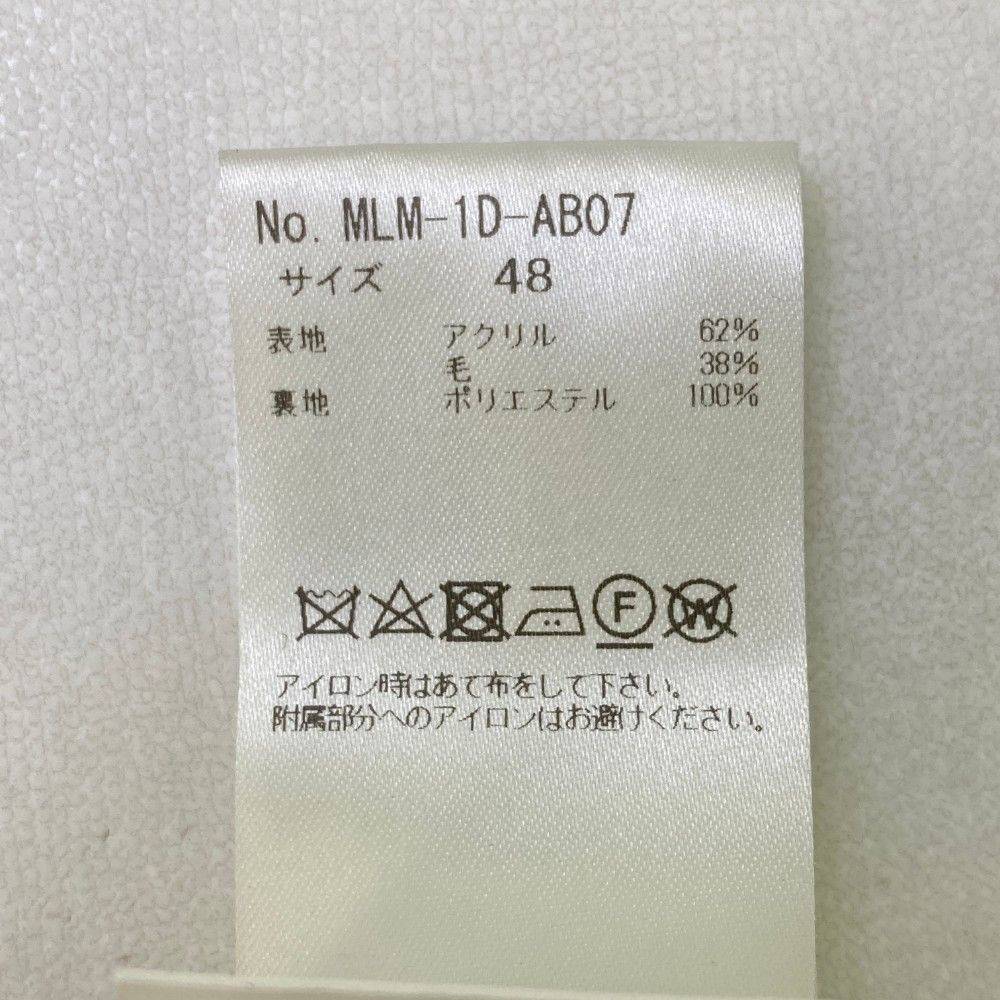 No. MLM-1D-AB07
サイズ 48
表地 アクリル 62%
毛 38%
裏地 ポリエステル 100%
F W
アイロン時はあて布をして下さい。
附属部分へのアイロンはお避けください。